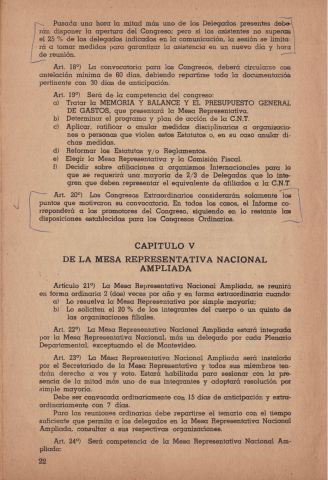 Pasada una hora la mitad más uno de los Delegados presentes debe-
rán disponer la apertura del Congreso; pero si los asistentes no superan
el 25 % de los delegados indicados en la comunicación, la sesión se limita-
rá a tomar medidas para garantizar la asistencia en un nuevo día y hora
de reunión.
Art. 18º) La convocatoria para los Congresos, deberá circularse con
antelación mínima de 60 días, debiendo repartirse toda la documentación
pertinente con 30 días de anticipación.
Art. 19º) Será de la competencia del congreso:
a) Tratar la MEMORIA Y BALANCE Y EL PRESUPUESTO GENERAL
DE GASTOS, que presentará la Mesa Representativa.
b) Determinar el programa y plan de acción de la C.N.T.
c) Aplicar, ratificar o anular medidas disciplinarias a organizacio-
nes o personas que violen estos Estatutos o, en su caso anular di-
chas medidas.
d) Reformar los Estatutos y/o Reglamentos.
e) Elegir la Mesa Representativa y la Comisión Fiscal.
f) Decidir sobre afiliaciones a organismos Internacionales para lo
que se requerirá una mayoría de 2/3 de Delegados que lo inte-
gren que deben representar el equivalente de afiliados a la C.N.T.
Art. 20º) Los Congresos Extraordinarios considerarán solamente los
puntos que motivaron su convocatoria. En todos los casos, el Informe co-
rresponderá a los promotores del Congreso, siguiendo en lo restante las
disposiciones establecidas para los Congresos Ordinarios.
CAPITULO V
DE LA MESA REPRESENTATIVA NACIONAL
AMPLIADA
Artículo 21º) La Mesa Representativa Nacional Ampliada, se reunirá
en forma ordinaria 2 (dos) veces por año y en forma extraordinaria cuando:
a) Lo resuelva la Mesa Representativa por simple mayoría;
b) Lo soliciten el 20 % de los integrantes del cuerpo o un quinto de
las organizaciones filiales.
Art. 22º) La Mesa Representativa Nacional Ampliada estará integrada
por la Mesa Representativa Nacional, más un delegado por cada Plenario
Departamental, exceptuando el de Montevideo.
Art. 23º) La Mesa Representativa Nacional Ampliada será instalada
por el Secretariado de la Mesa Representativa y todos sus miembros ten-
drán derecho a voz y voto. Estará habilitada para sesionar con la pre-
sencia de la mitad más uno de sus integrantes y adoptará resolución por
simple mayoría.
Debe ser convocada ordinariamente con 15 días de anticipación y extra-
ordinariamente con 7 días.
Para las reuniones ordinarias debe repartirse el temario con el tiempo
suficiente que permita a los delegados en la Mesa Representativa Nacional
Ampliada, consultar a sus respectivas organizaciones.
Art. 24º) Será competencia de la Mesa Representativa Nacional Am-
pliada:
22